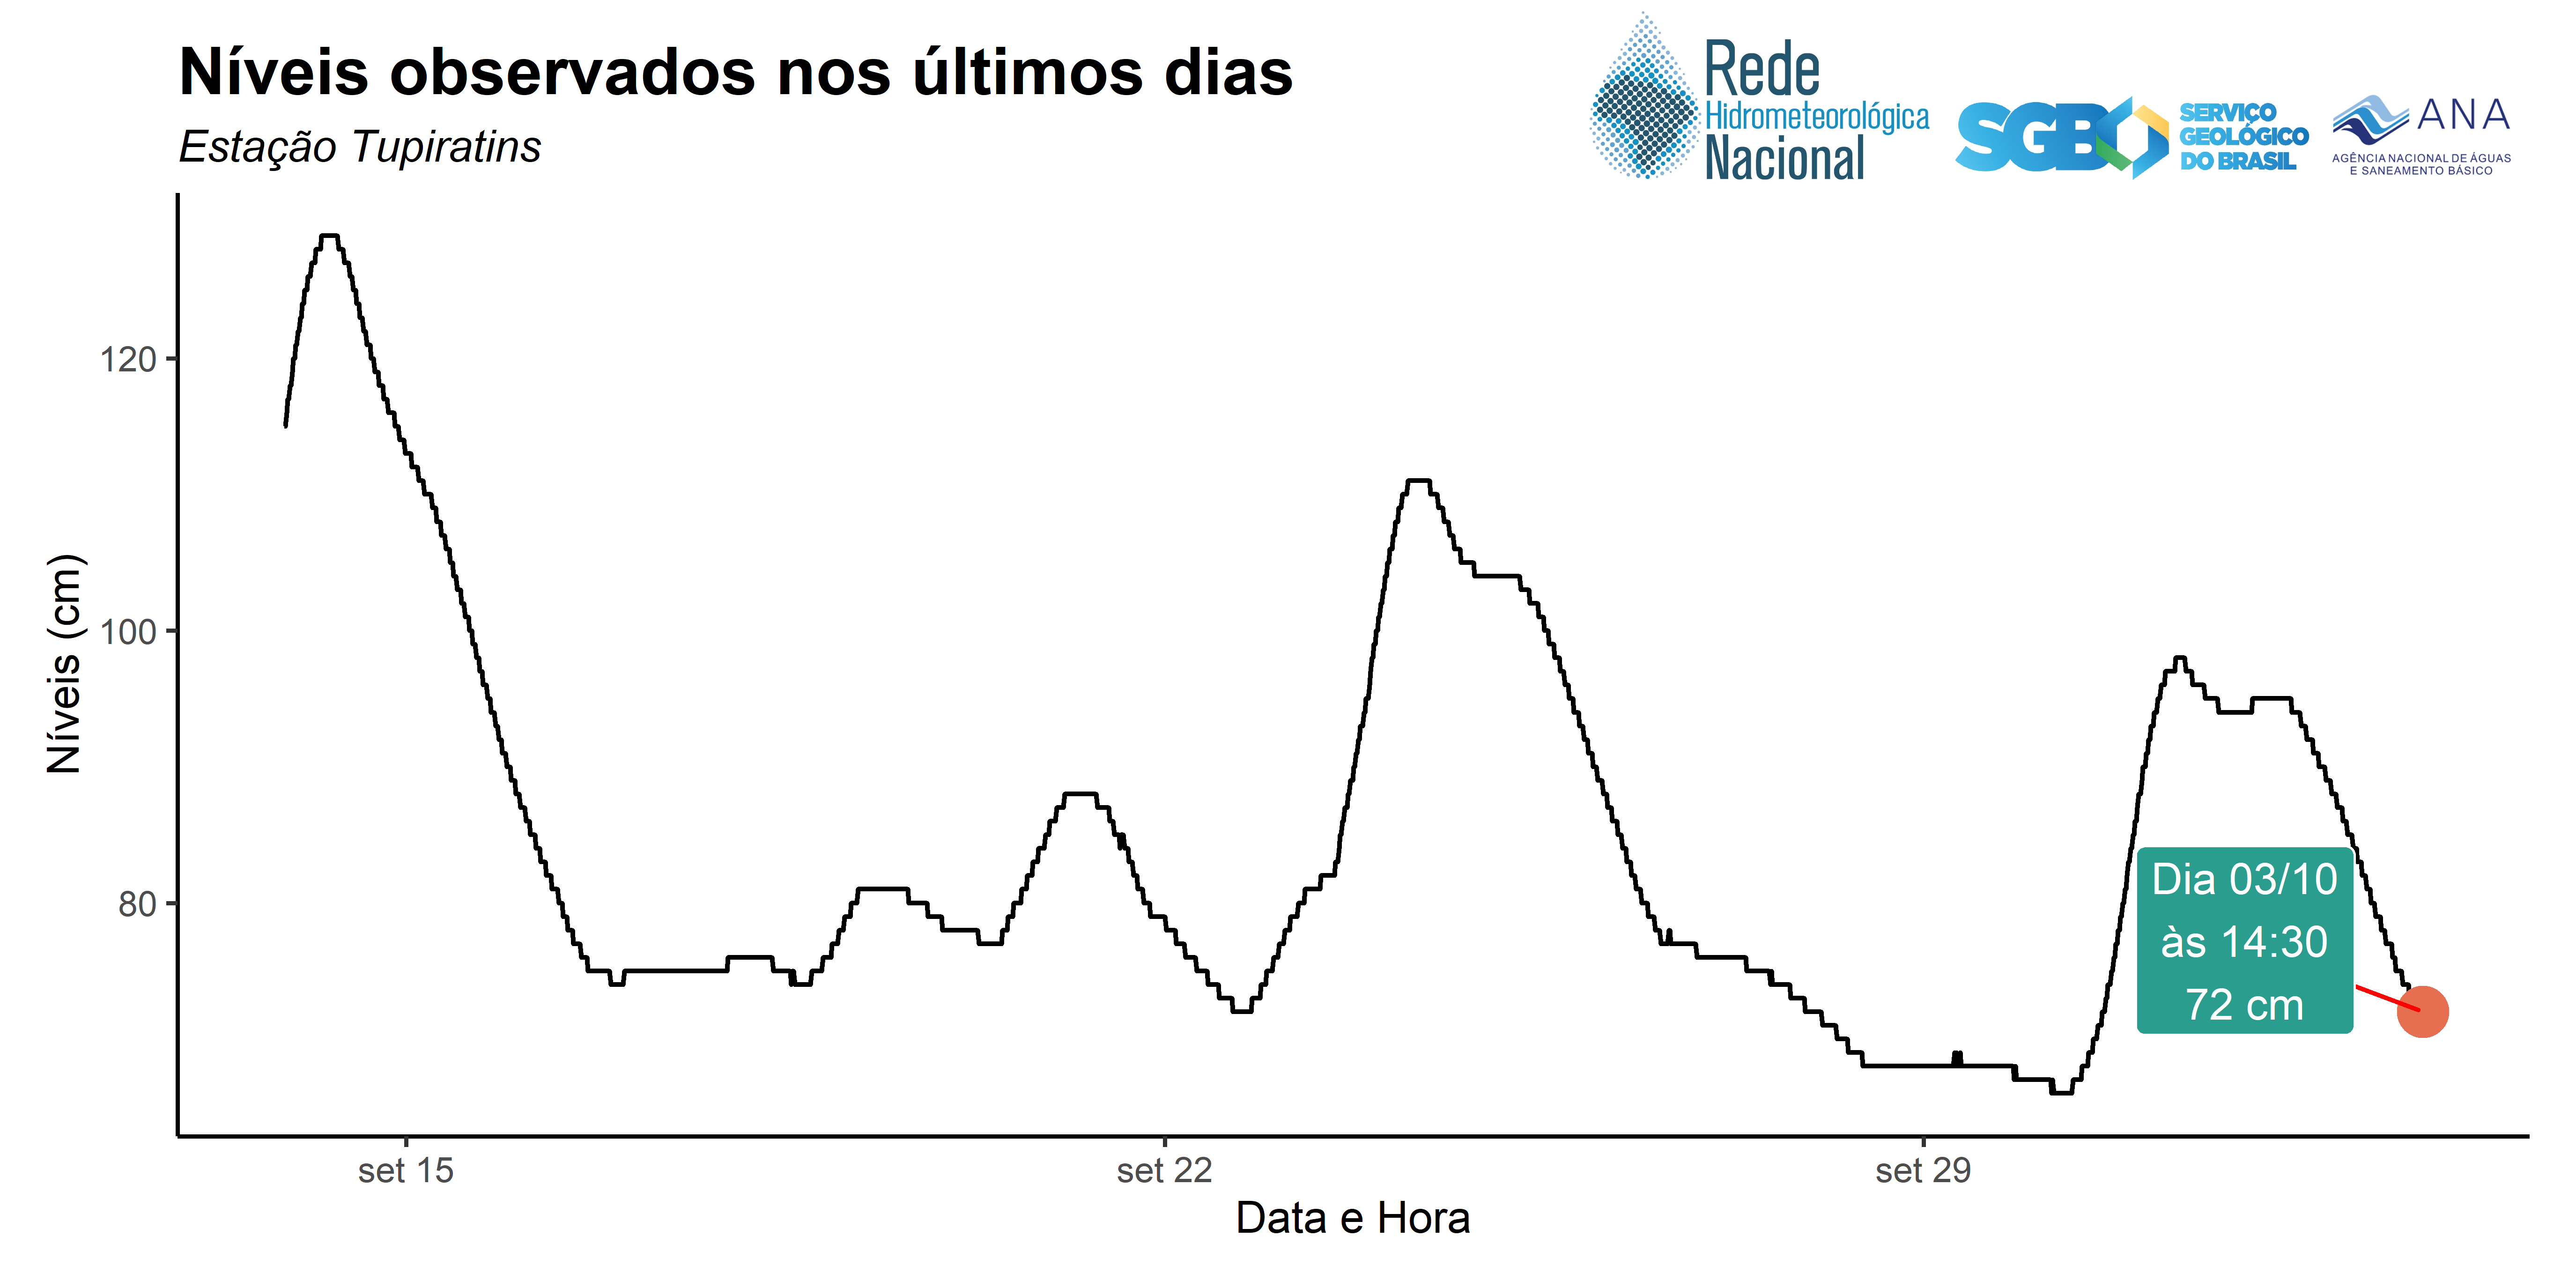 Níveis observados nos últimos dias
Estação Tupiratins
Rede
Hidrometeorológica
Nacional
SGB
SERVIÇO
GEOLÓGICO
DO BRASIL
ANA
AGÊNCIA NACIONAL DE ÁGUAS
E SANEAMENTO BÁSICO
Níveis (cm)
120
100
80
Dia 03/10
às 14:30
72 cm
set 15
set 22
set 29
Data e Hora